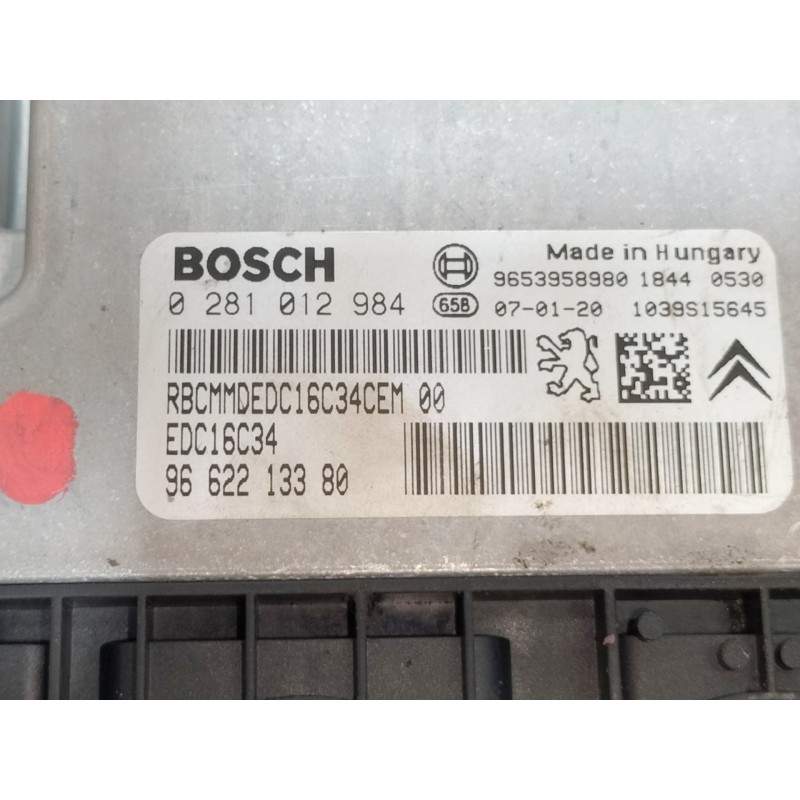 BOSCH
Made in Hungary
9653958980 1844 0530
0 281 012 984
65B 07-01-20 1039S15645
RBCMMDEDC16C34CEM 00
EDC16C34
96 622 133 80